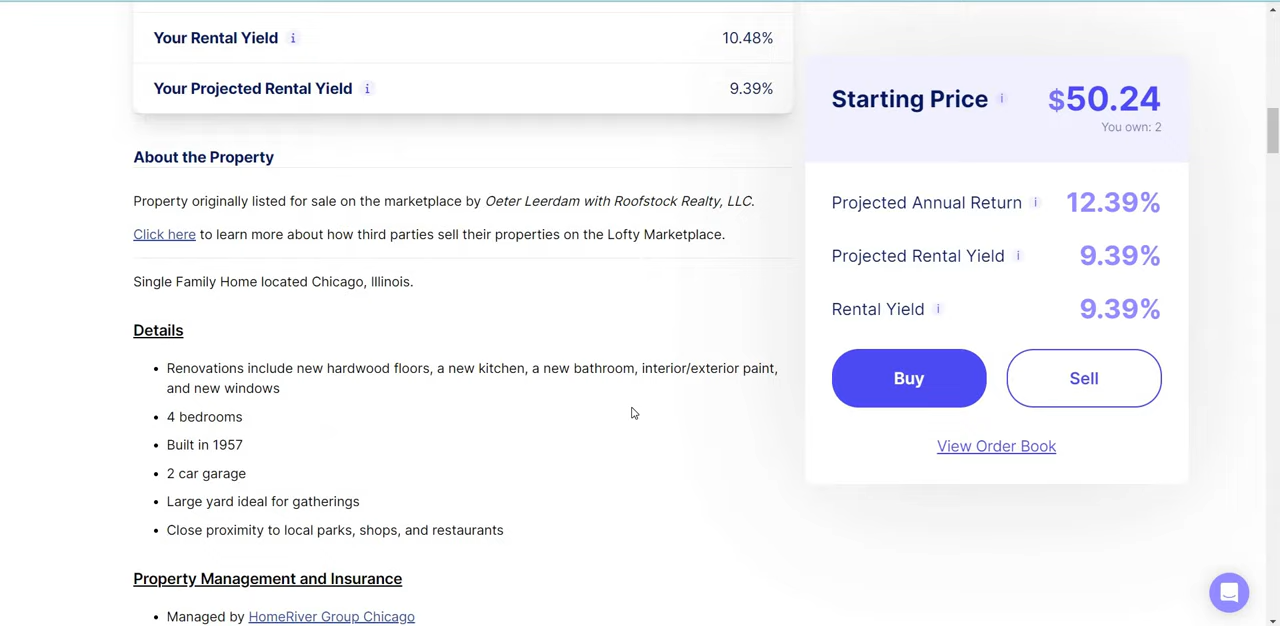 Your Rental Yield i 10.48%
Your Projected Rental Yield i 9.39%
About the Property
Property originally listed for sale on the marketplace by Oeter Leerdam with Roofstock Realty, LLC.
Click here to learn more about how third parties sell their properties on the Lofty Marketplace.
Single Family Home located Chicago, Illinois.
Details
• Renovations include new hardwood floors, a new kitchen, a new bathroom, interior/exterior paint,
and new windows
• 4 bedrooms
• Built in 1957
• 2 car garage
• Large yard ideal for gatherings
• Close proximity to local parks, shops, and restaurants
Property Management and Insurance
• Managed by HomeRiver Group Chicago
Starting Price i $50.24
You own: 2
Projected Annual Return i 12.39%
Projected Rental Yield i 9.39%
Rental Yield i 9.39%
Buy Sell
View Order Book